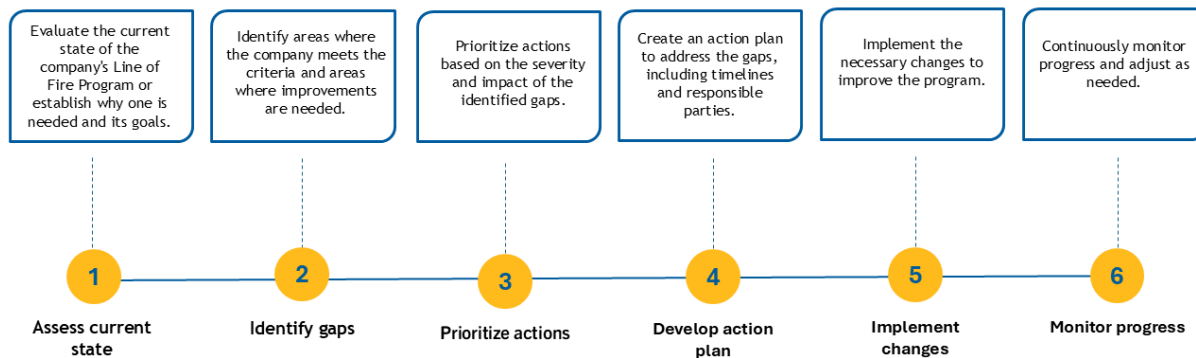 Evaluate the current
state of the
company's Line of
Fire Program or
establish why one is
needed and its goals.
Identify areas where
the company meets the
criteria and areas
where improvements
are needed.
Prioritize actions
based on the severity
and impact of the
identified gaps.
Create an action plan
to address the gaps,
including timelines
and responsible
parties.
Implement the
necessary changes to
improve the program.
Continuously monitor
progress and adjust as
needed.
1
2
3
4
5
6
Assess current
state
Identify gaps
Prioritize actions
Develop action
plan
Implement
changes
Monitor progress